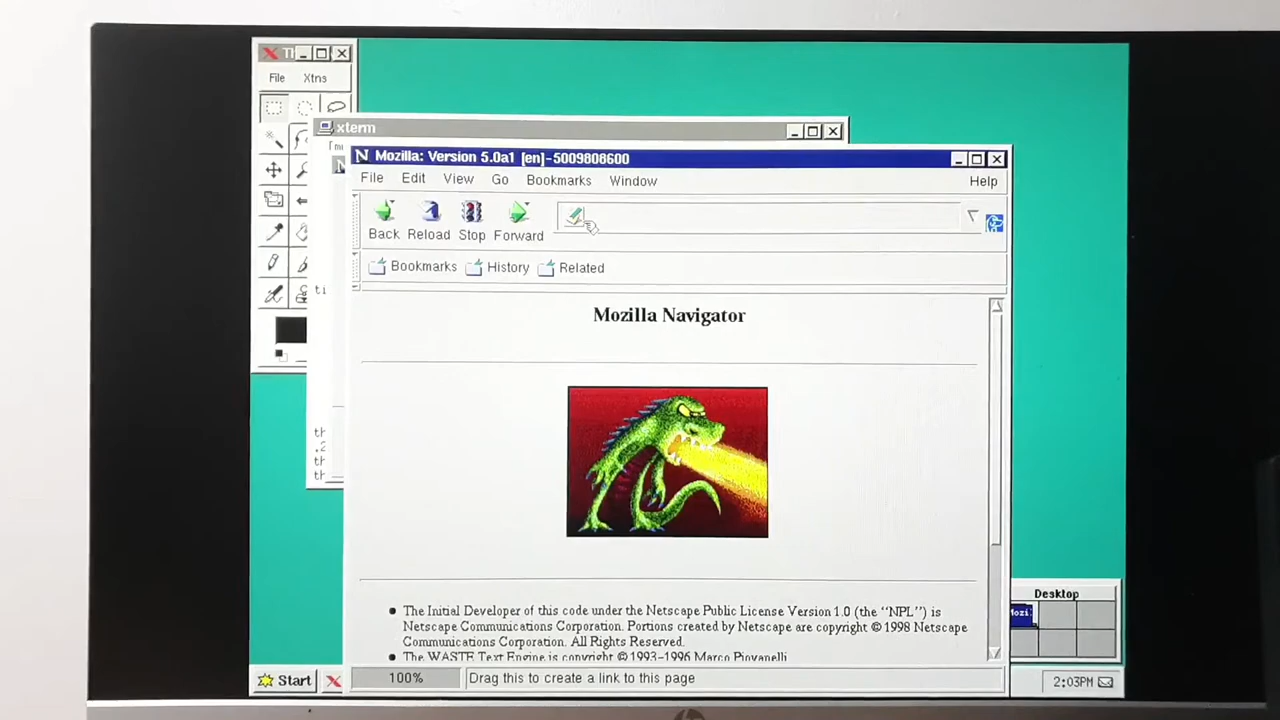 File Xtns
xterm
Mozilla: Version 5.0a1 [en]-5009808600
File Edit View Go Bookmarks Window Help
Back Reload Stop Forward
Bookmarks History Related
Mozilla Navigator
The Initial Developer of this code under the Netscape Public License Version 1.0 (the “NPL”) is
Netscape Communications Corporation. Portions created by Netscape are copyright © 1998 Netscape
Communications Corporation. All Rights Reserved.
The WASTE Text Engine is copyright © 1993-1996 Marco Piovanelli
Desktop
Mozi
Start
100% Drag this to create a link to this page
2:03PM